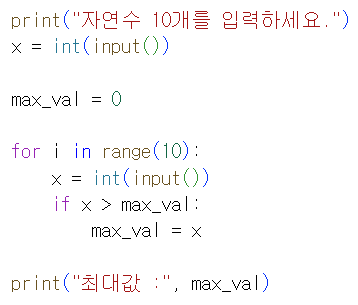 print("자연수 10개를 입력하세요.")
x = int(input())

max_val = 0

for i in range(10):
    x = int(input())
    if x > max_val:
        max_val = x

print("최대값 :", max_val)